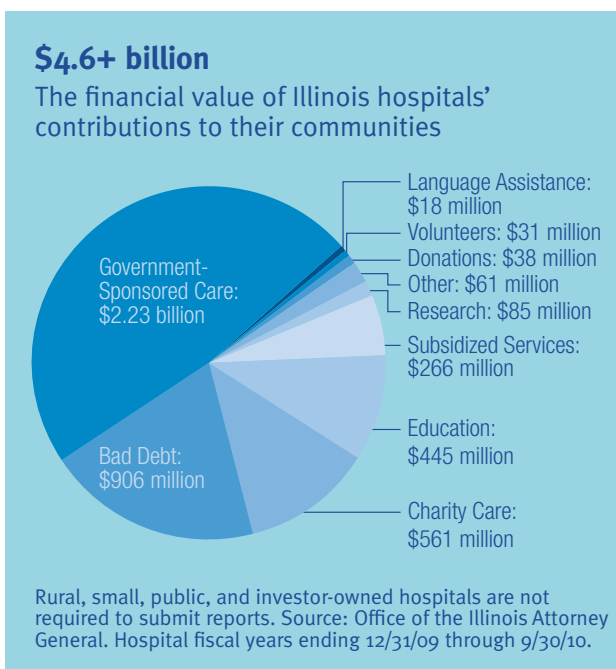 $4.6+ billion
The financial value of Illinois hospitals’
contributions to their communities
Government-
Sponsored Care:
$2.23 billion
Bad Debt:
$906 million
Language Assistance:
$18 million
Volunteers: $31 million
Donations: $38 million
Other: $61 million
Research: $85 million
Subsidized Services:
$266 million
Education:
$445 million
Charity Care:
$561 million
Rural, small, public, and investor-owned hospitals are not
required to submit reports. Source: Office of the Illinois Attorney
General. Hospital fiscal years ending 12/31/09 through 9/30/10.